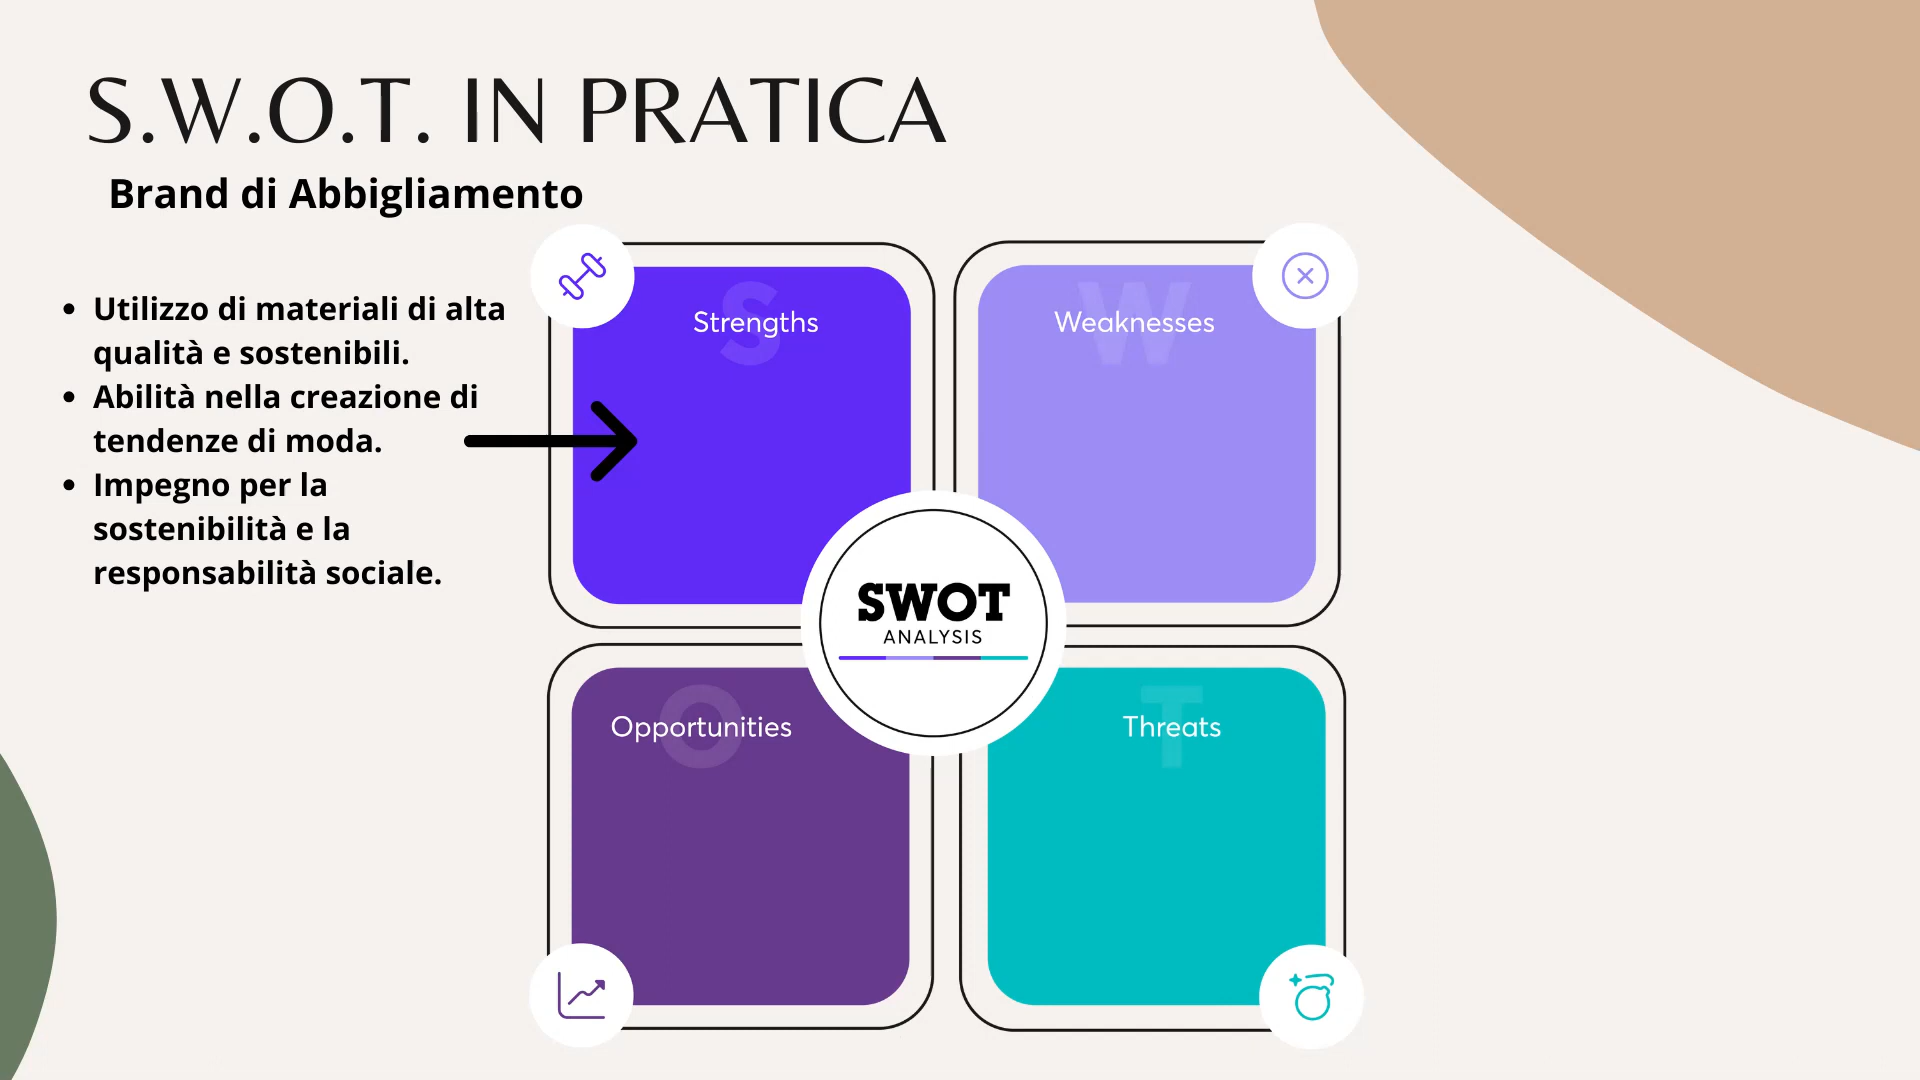 S.W.O.T. IN PRATICA
Brand di Abbigliamento
• Utilizzo di materiali di alta
qualità e sostenibili.
• Abilità nella creazione di
tendenze di moda.
• Impegno per la
sostenibilità e la
responsabilità sociale.
S
Strengths
W
Weaknesses
SWOT
ANALYSIS
O
Opportunities
T
Threats